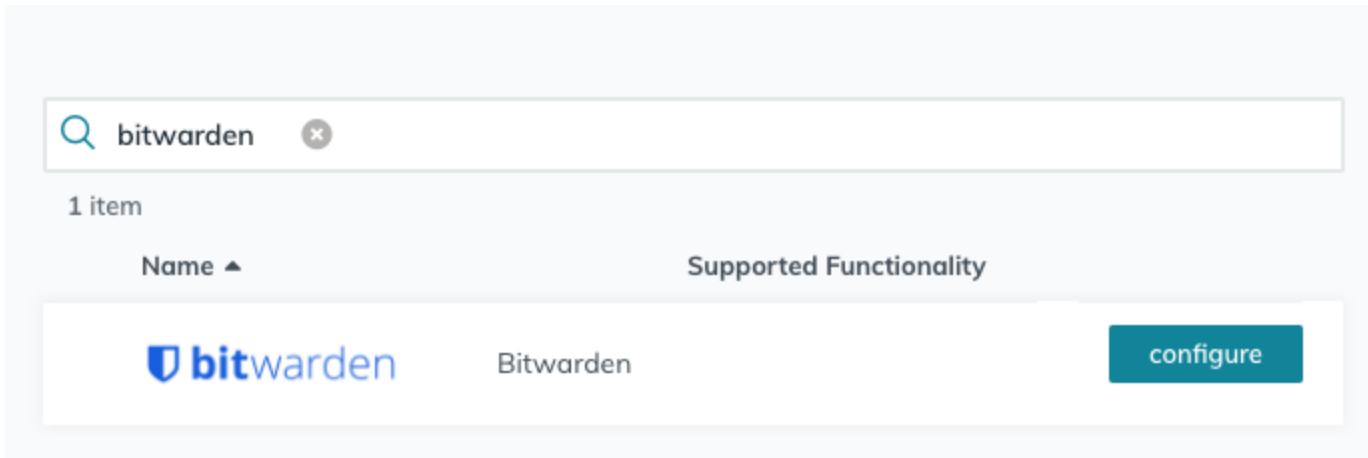 bitwarden
1 item
Name Supported Functionality
bitwarden Bitwarden configure